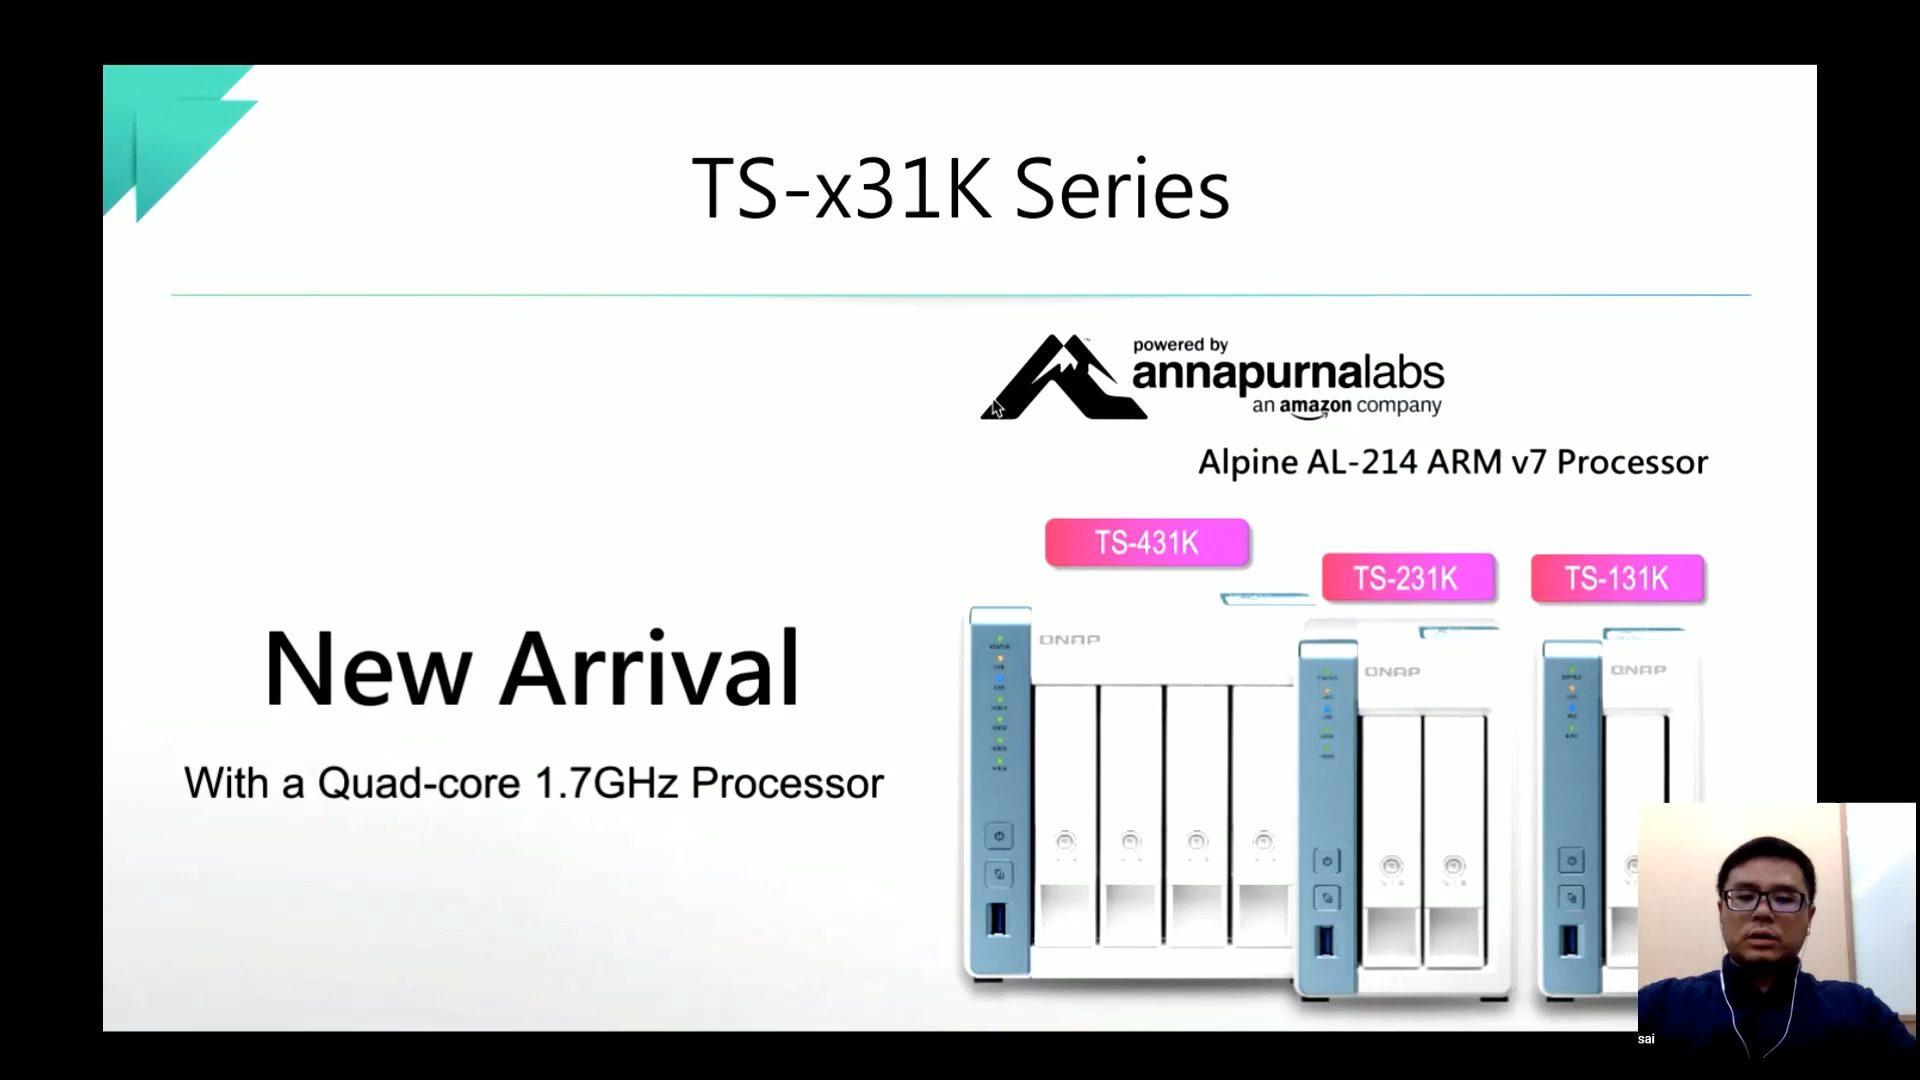 TS-x31K Series
powered by
annapurnalabs
an amazon company
Alpine AL-214 ARM v7 Processor
TS-431K
TS-231K
TS-131K
QNAP
QNAP
QNAP
New Arrival
With a Quad-core 1.7GHz Processor
sai